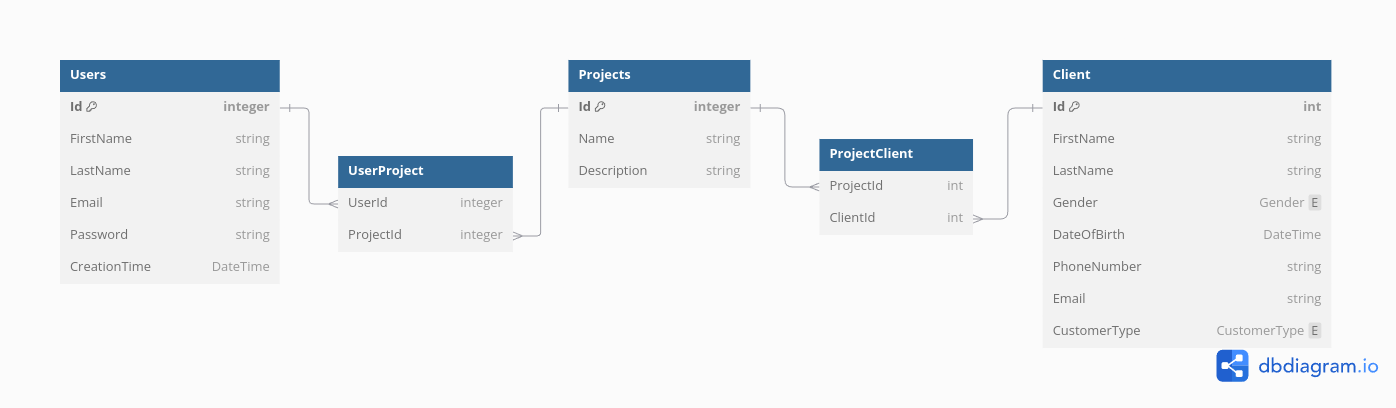 Users
Id integer
FirstName string
LastName string
Email string
Password string
CreationTime DateTime
UserProject
UserId integer
ProjectId integer
Projects
Id integer
Name string
Description string
ProjectClient
ProjectId int
ClientId int
Client
Id int
FirstName string
LastName string
Gender Gender E
DateOfBirth DateTime
PhoneNumber string
Email string
CustomerType CustomerType E
dbdiagram.io